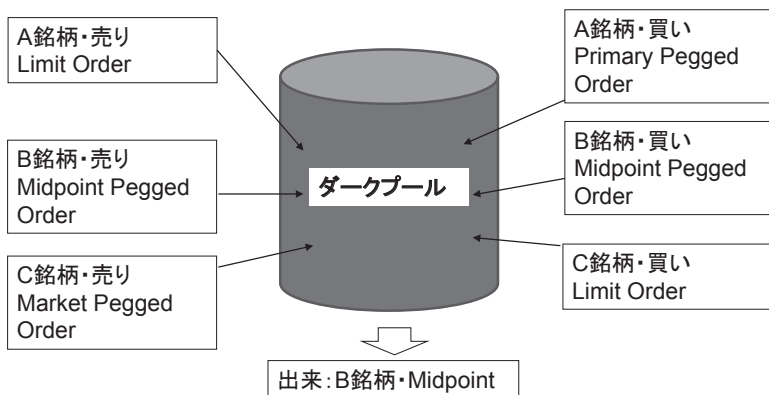 A銘柄・売り
Limit Order
B銘柄・売り
Midpoint Pegged
Order
C銘柄・売り
Market Pegged
Order
ダークプール
A銘柄・買い
Primary Pegged
Order
B銘柄・買い
Midpoint Pegged
Order
C銘柄・買い
Limit Order
出来：B銘柄・Midpoint